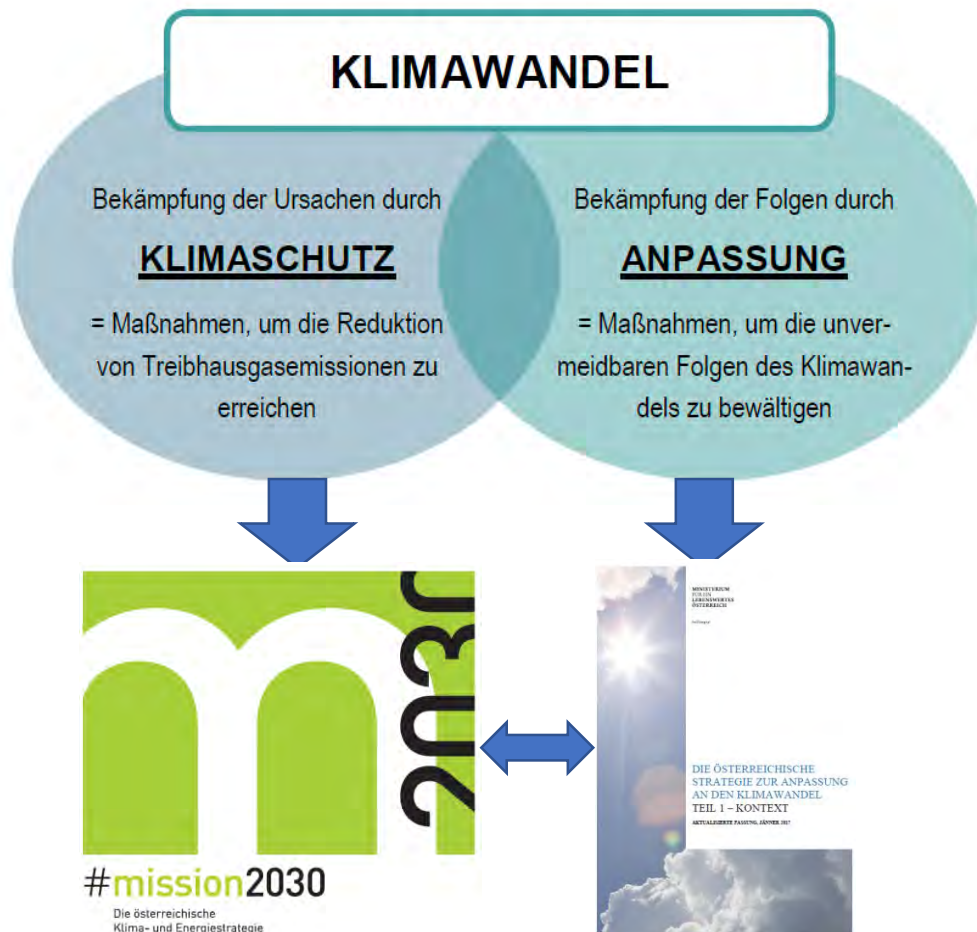 KLIMAWANDEL
Bekämpfung der Ursachen durch
KLIMASCHUTZ
= Maßnahmen, um die Reduktion
von Treibhausgasemissionen zu
erreichen
Bekämpfung der Folgen durch
ANPASSUNG
= Maßnahmen, um die unver-
meidbaren Folgen des Klimawan-
dels zu bewältigen
2030
#mission2030
Die österreichische
Klima- und Energiestrategie
MINISTERIUM
FÜR EIN
LEBENSWERTES
ÖSTERREICH
DIE ÖSTERREICHISCHE
STRATEGIE ZUR ANPASSUNG
AN DEN KLIMAWANDEL
TEIL 1 – KONTEXT
AKTUALISIERTE FASSUNG, JÄNNER 2017